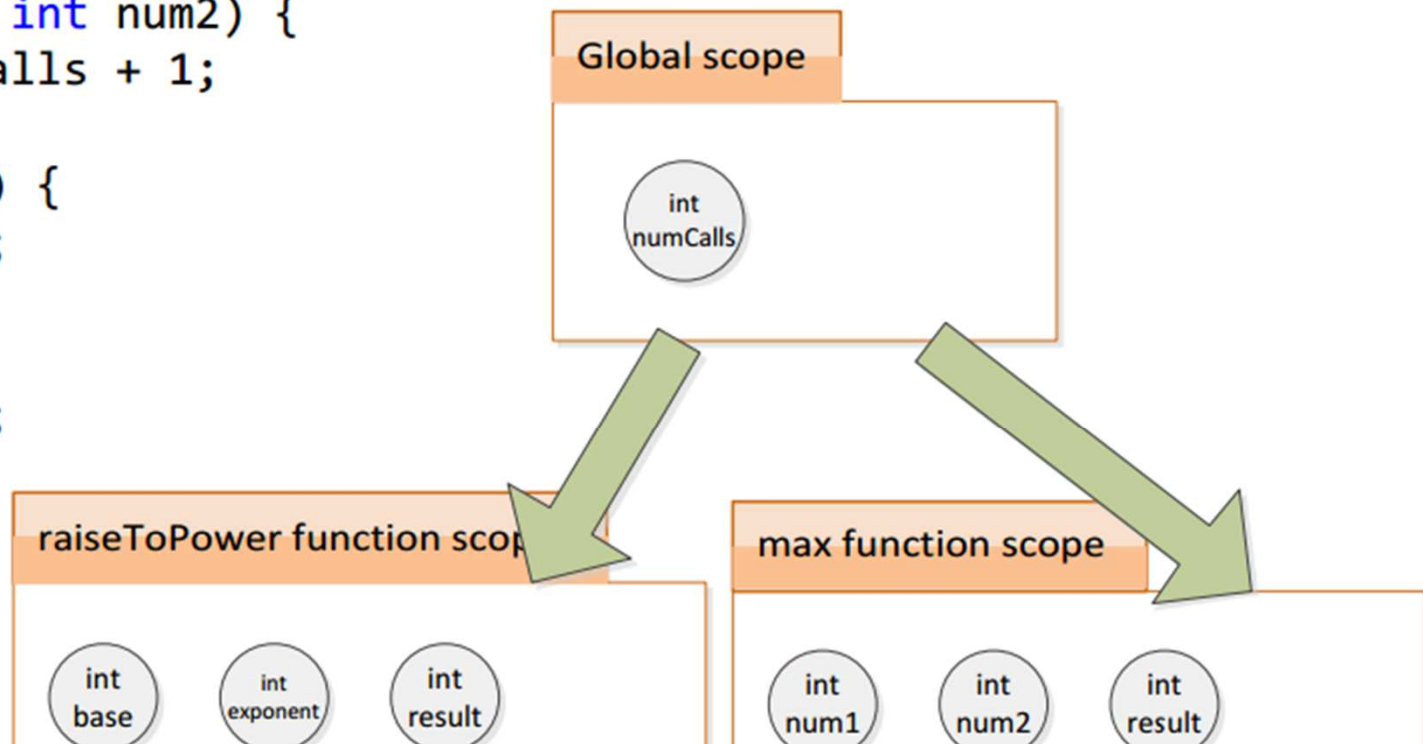 int num2) {
alls + 1;
) {
;
;
Global scope
int
numCalls
raiseToPower function scop
max function scope
int
base
int
exponent
int
result
int
num1
int
num2
int
result